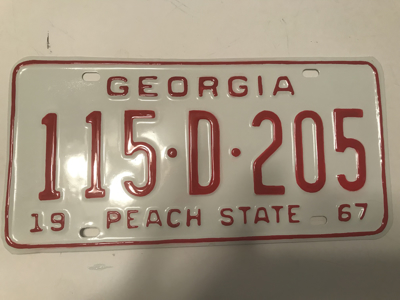 GEORGIA
115·D·205
19 PEACH STATE 67